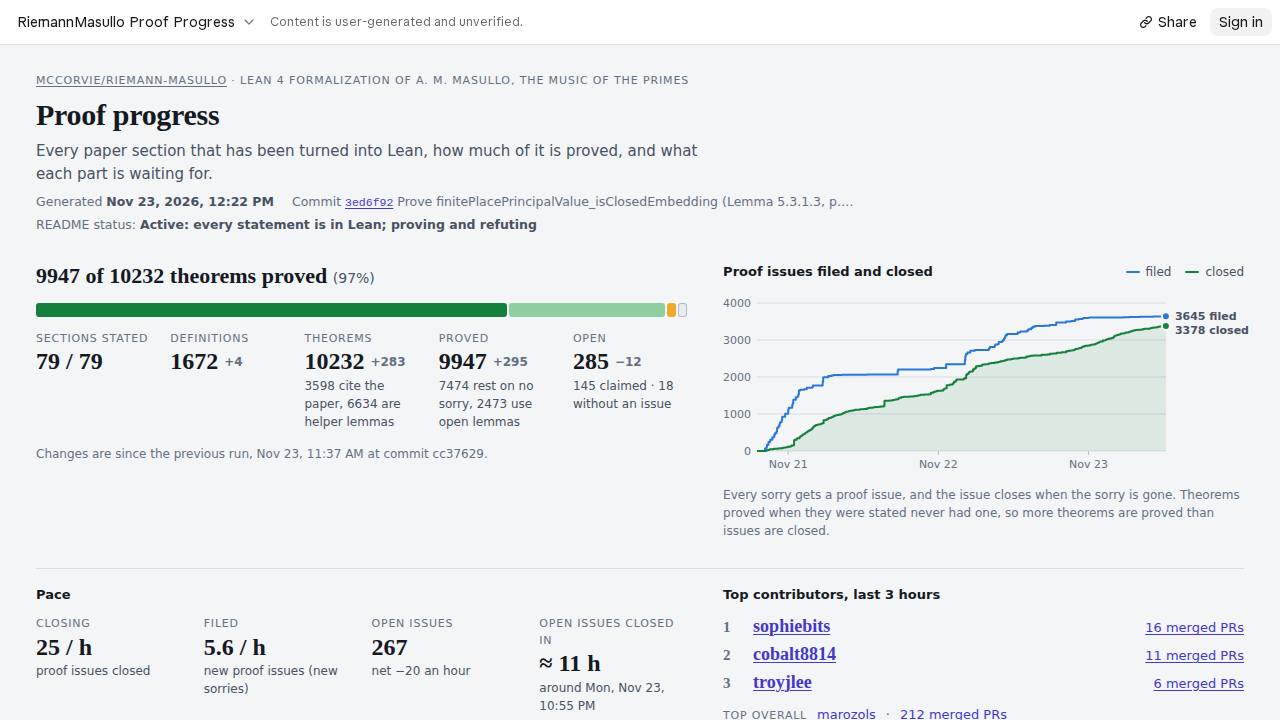 RiemannMasullo Proof Progress
Content is user-generated and unverified.
Share
Sign in
MCCORVIE/RIEMANN-MASULLO · LEAN 4 FORMALIZATION OF A. M. MASULLO, THE MUSIC OF THE PRIMES
Proof progress
Every paper section that has been turned into Lean, how much of it is proved, and what
each part is waiting for.
Generated Nov 23, 2026, 12:22 PM Commit 3ed6f92 Prove finitePlacePrincipalValue_isClosedEmbedding (Lemma 5.3.1.3, p....
README status: Active: every statement is in Lean; proving and refuting
9947 of 10232 theorems proved (97%)
SECTIONS STATED
79 / 79
DEFINITIONS
1672 +4
THEOREMS
10232 +283
3598 cite the
paper, 6634 are
helper lemmas
PROVED
9947 +295
7474 rest on no
sorry, 2473 use
open lemmas
OPEN
285 −12
145 claimed · 18
without an issue
Changes are since the previous run, Nov 23, 11:37 AM at commit cc37629.
Proof issues filed and closed
filed
closed
4000
3000
2000
1000
0
3645 filed
3378 closed
Nov 21
Nov 22
Nov 23
Every sorry gets a proof issue, and the issue closes when the sorry is gone. Theorems
proved when they were stated never had one, so more theorems are proved than
issues are closed.
Pace
CLOSING
25 / h
proof issues closed
FILED
5.6 / h
new proof issues (new
sorries)
OPEN ISSUES
267
net −20 an hour
OPEN ISSUES CLOSED
IN
≈ 11 h
around Mon, Nov 23,
10:55 PM
Top contributors, last 3 hours
1 sophiebits 16 merged PRs
2 cobalt8814 11 merged PRs
3 troyjlee 6 merged PRs
TOP OVERALL marozols · 212 merged PRs